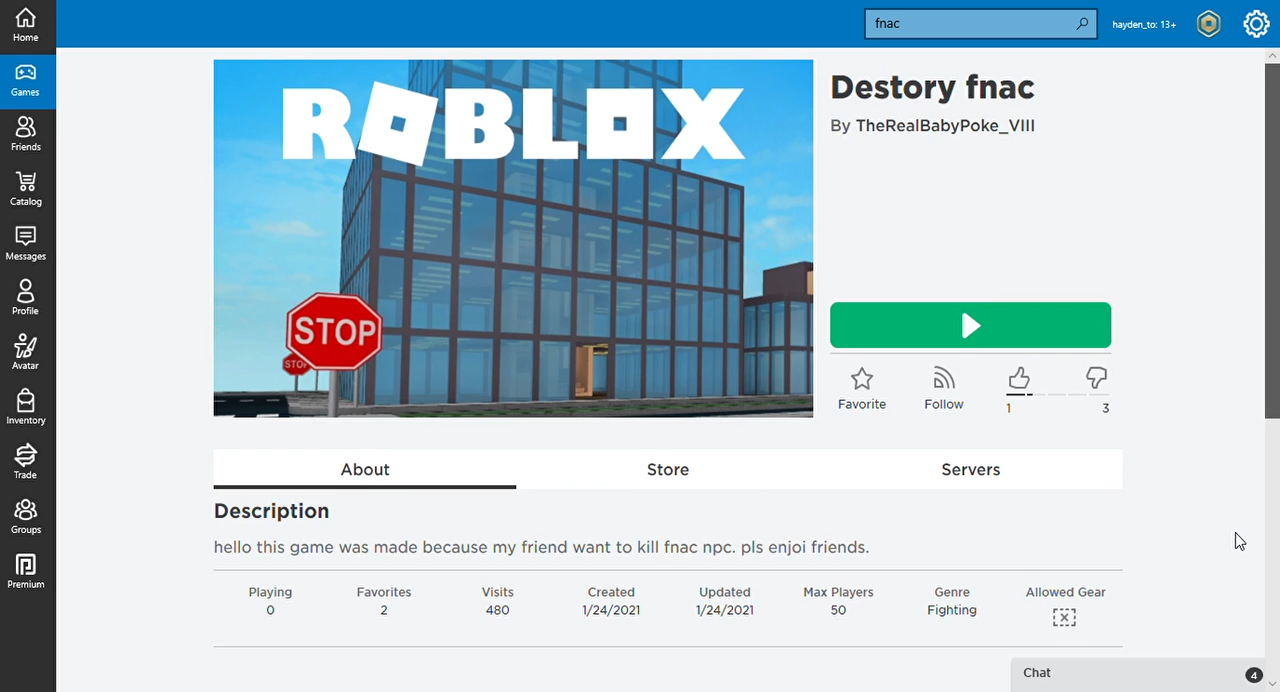 Home
Games
Friends
Catalog
Messages
Profile
Avatar
Inventory
Trade
Groups
Premium
fnac
hayden_to: 13+
ROBLOX
STOP
STOP
Destory fnac
By TheRealBabyPoke_VIII
Favorite
Follow
1
3
About
Store
Servers
Description
hello this game was made because my friend want to kill fnac npc. pls enjoi friends.
Playing
0
Favorites
2
Visits
480
Created
1/24/2021
Updated
1/24/2021
Max Players
50
Genre
Fighting
Allowed Gear
Chat
4